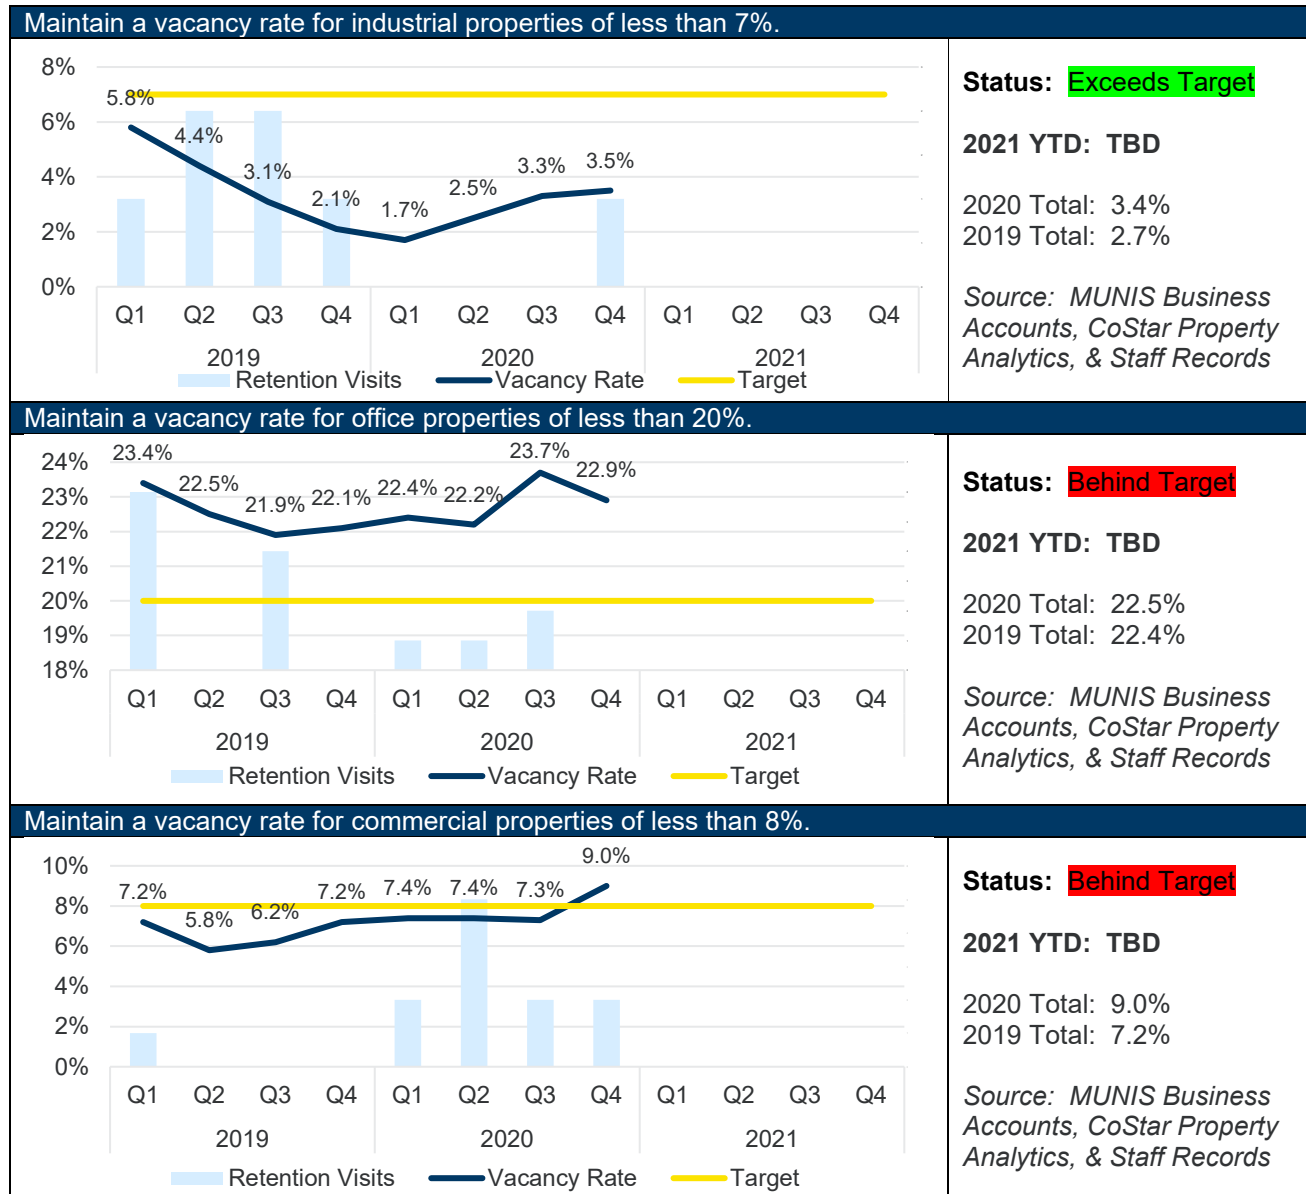 Maintain a vacancy rate for industrial properties of less than 7%.
8%
6%
4%
2%
0%
5.8%
4.4%
3.1%
2.1%
1.7%
2.5%
3.3%
3.5%
Q1 Q2 Q3 Q4 Q1 Q2 Q3 Q4 Q1 Q2 Q3 Q4
2019 2020 2021
Retention Visits Vacancy Rate Target
Status: Exceeds Target
2021 YTD: TBD
2020 Total: 3.4%
2019 Total: 2.7%
Source: MUNIS Business
Accounts, CoStar Property
Analytics, & Staff Records
Maintain a vacancy rate for office properties of less than 20%.
24%
23%
22%
21%
20%
19%
18%
23.4%
22.5%
21.9%
22.1%
22.4%
22.2%
23.7%
22.9%
Q1 Q2 Q3 Q4 Q1 Q2 Q3 Q4 Q1 Q2 Q3 Q4
2019 2020 2021
Retention Visits Vacancy Rate Target
Status: Behind Target
2021 YTD: TBD
2020 Total: 22.5%
2019 Total: 22.4%
Source: MUNIS Business
Accounts, CoStar Property
Analytics, & Staff Records
Maintain a vacancy rate for commercial properties of less than 8%.
10%
8%
6%
4%
2%
0%
7.2%
5.8%
6.2%
7.2%
7.4%
7.4%
7.3%
9.0%
Q1 Q2 Q3 Q4 Q1 Q2 Q3 Q4 Q1 Q2 Q3 Q4
2019 2020 2021
Retention Visits Vacancy Rate Target
Status: Behind Target
2021 YTD: TBD
2020 Total: 9.0%
2019 Total: 7.2%
Source: MUNIS Business
Accounts, CoStar Property
Analytics, & Staff Records